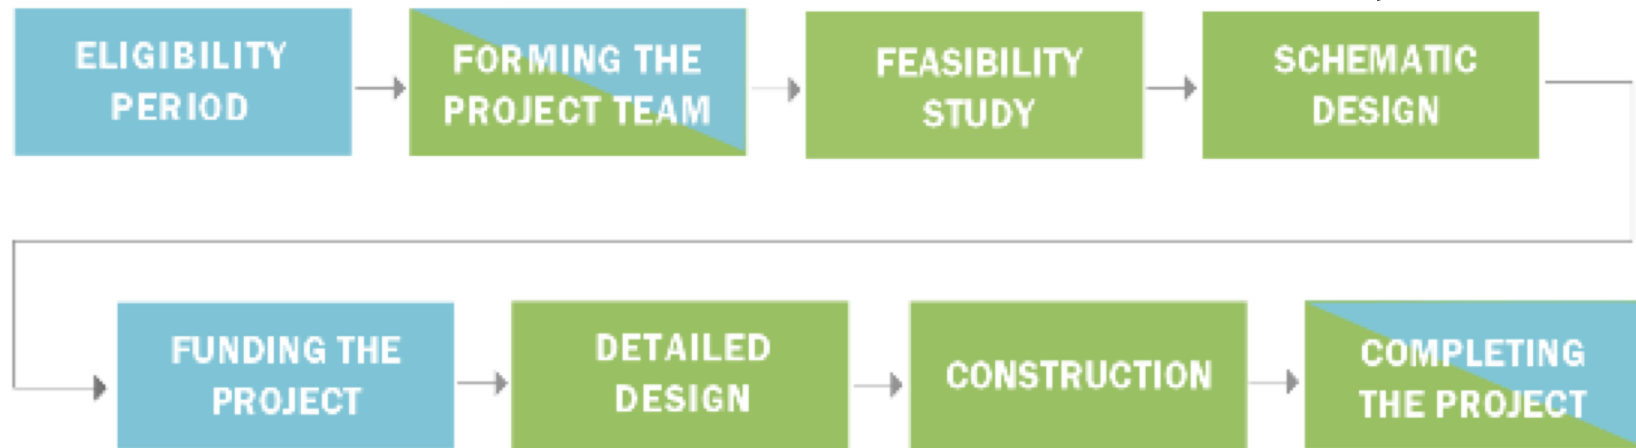 ELIGIBILITY
PERIOD
FORMING THE
PROJECT TEAM
FEASIBILITY
STUDY
SCHEMATIC
DESIGN
FUNDING THE
PROJECT
DETAILED
DESIGN
CONSTRUCTION
COMPLETING
THE PROJECT